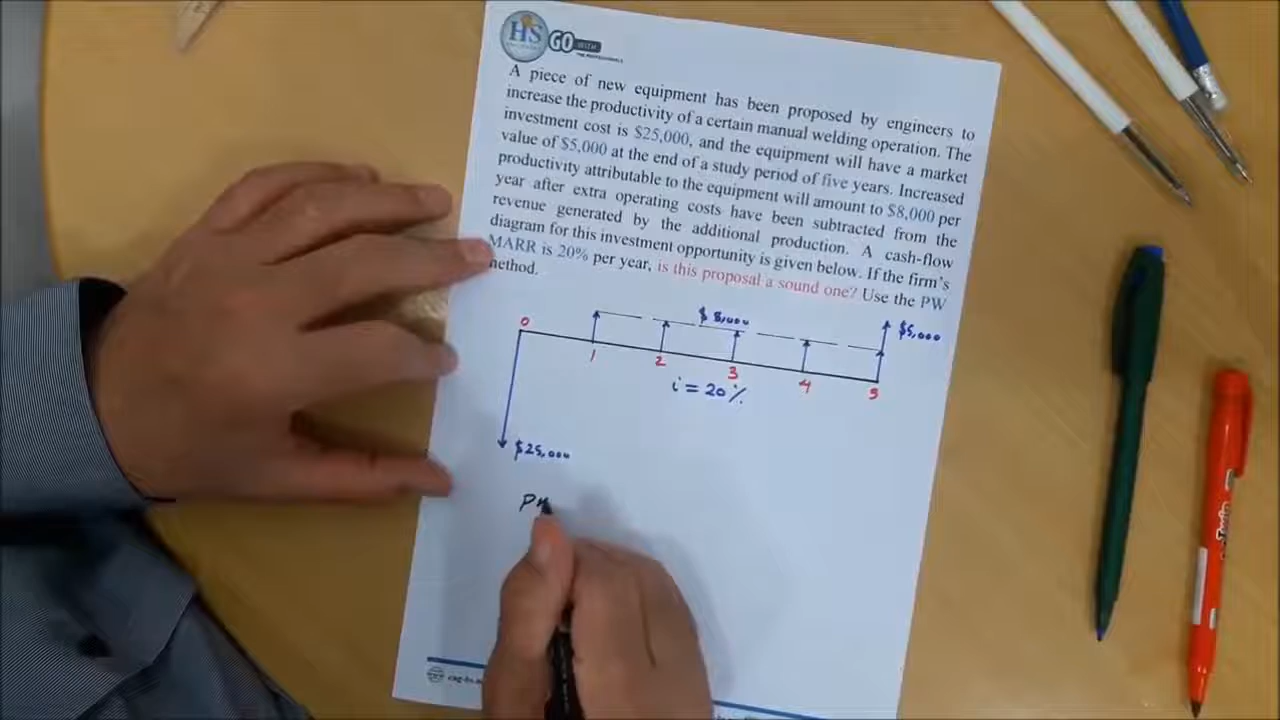 HS GO WITH
THE PROFESSIONALS
A piece of new equipment has been proposed by engineers to
increase the productivity of a certain manual welding operation. The
investment cost is $25,000, and the equipment will have a market
value of $5,000 at the end of a study period of five years. Increased
productivity attributable to the equipment will amount to $8,000 per
year after extra operating costs have been subtracted from the
revenue generated by the additional production. A cash-flow
diagram for this investment opportunity is given below. If the firm's
MARR is 20% per year, is this proposal a sound one? Use the PW
method.
$8,000 $5,000
0 1 2 3 4 5
i = 20%
$25,000